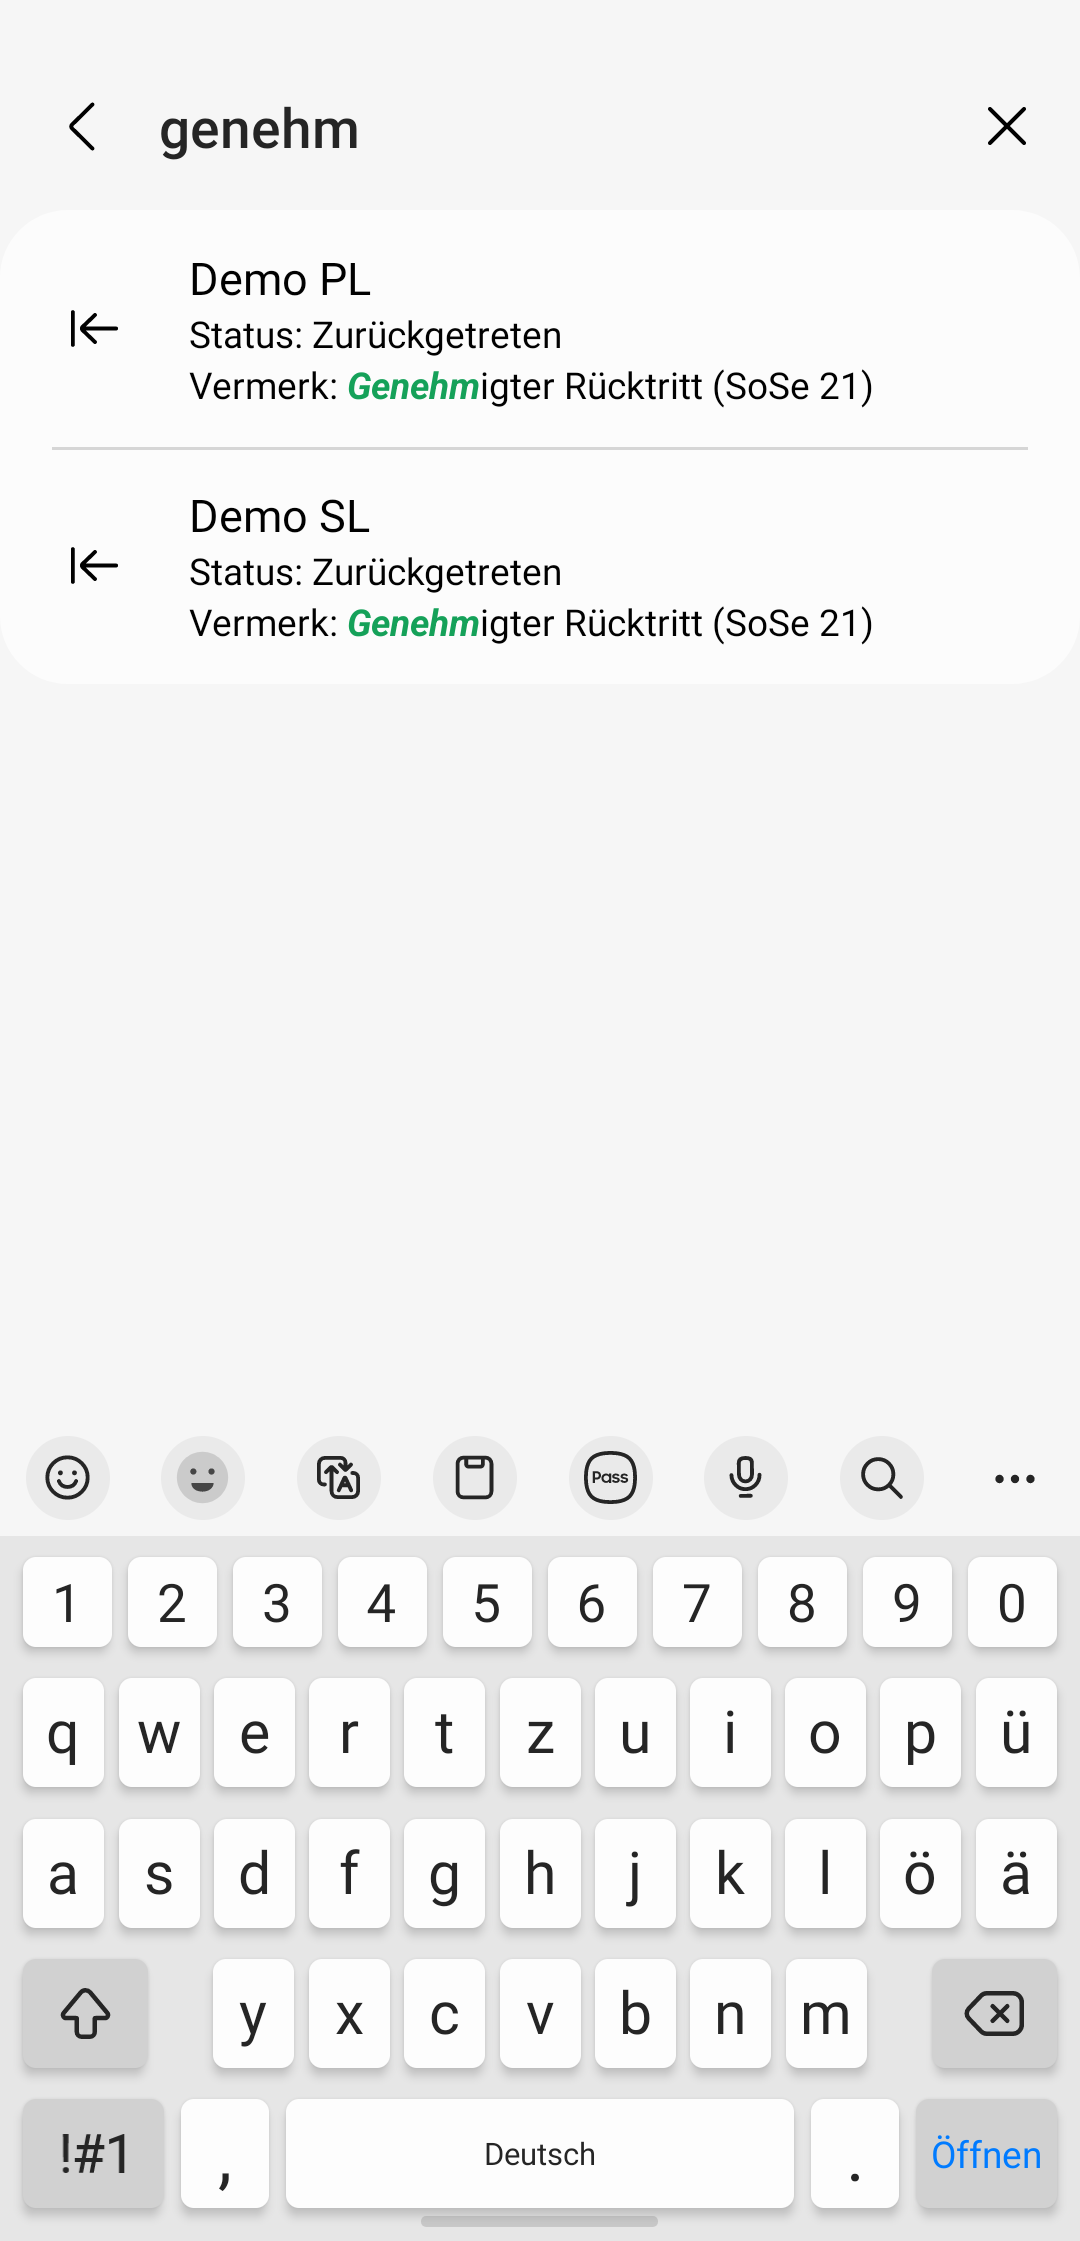 genehm
Demo PL
Status: Zurückgetreten
Vermerk: Genehmigter Rücktritt (SoSe 21)
Demo SL
Status: Zurückgetreten
Vermerk: Genehmigter Rücktritt (SoSe 21)
Pass
1 2 3 4 5 6 7 8 9 0
q w e r t z u i o p ü
a s d f g h j k l ö ä
y x c v b n m
!#1 , Deutsch . Öffnen